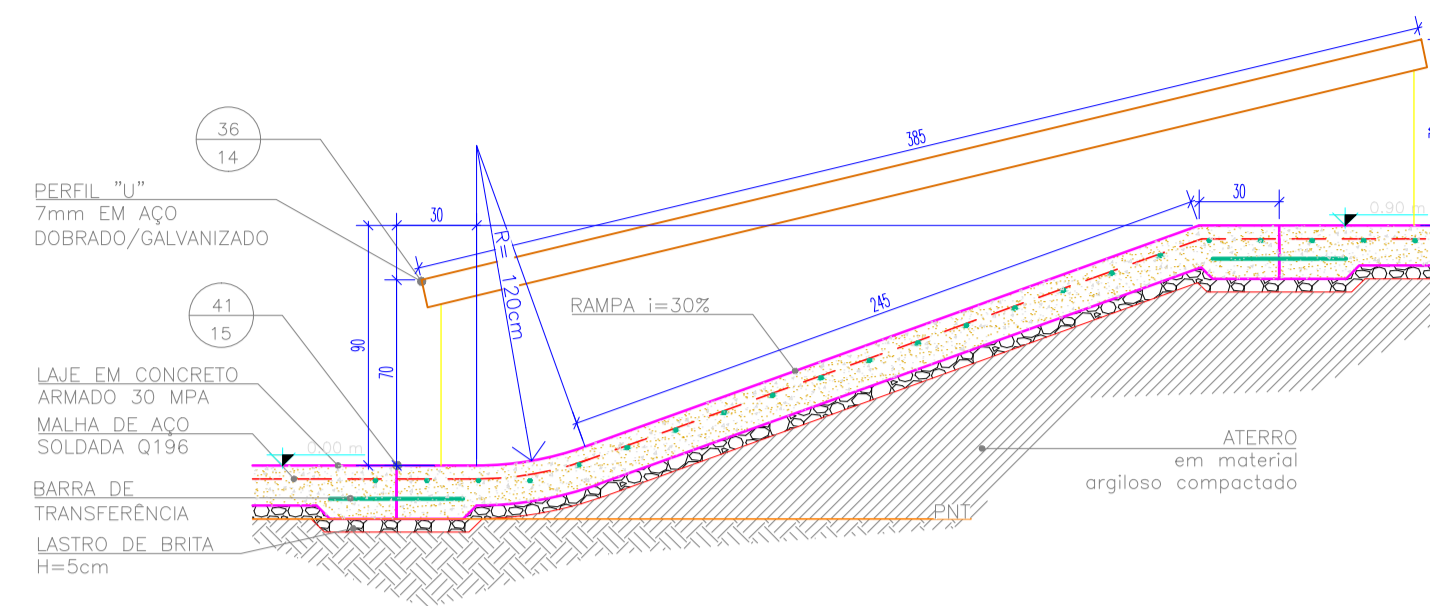 36
14
PERFIL "U"
7mm EM AÇO
DOBRADO/GALVANIZADO
41
15
LAJE EM CONCRETO
ARMADO 30 MPA
MALHA DE AÇO
SOLDADA Q196
BARRA DE
TRANSFERÊNCIA
LASTRO DE BRITA
H=5cm
0.00 m
90
70
30
R= 120cm
385
245
RAMPA i=30%
30
0.90 m
ATERRO
em material
argiloso compactado
PNT